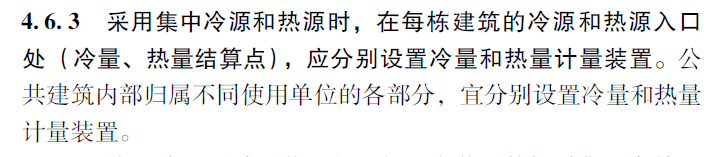 4.6.3 采用集中冷源和热源时，在每栋建筑的冷源和热源入口
处（冷量、热量结算点），应分别设置冷量和热量计量装置。公
共建筑内部归属不同使用单位的各部分，宜分别设置冷量和热量
计量装置。